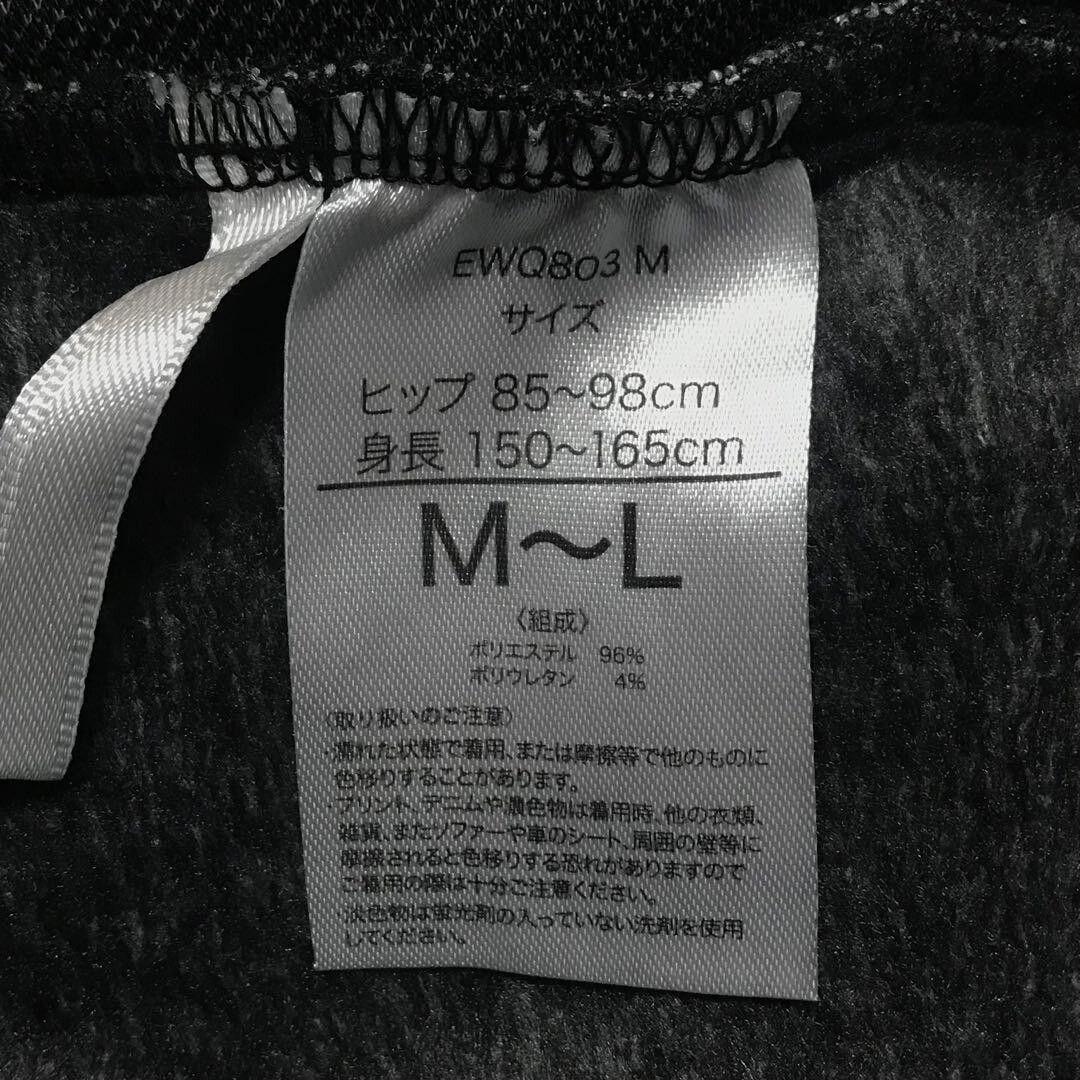 EWQ803 M
サイズ
ヒップ 85〜98cm
身長 150〜165cm
M〜L
〈組成〉
ポリエステル 96%
ポリウレタン 4%
〈取り扱いのご注意〉
・濡れた状態で着用、または摩擦等で他のものに
色移りすることがあります。
・プリント、デニムや濃色物は着用時、他の衣類、
雑貨、またソファーや車のシート、周囲の壁等に
摩擦されると色移りする恐れがありますので
ご着用の際は十分ご注意ください。
・淡色物は蛍光剤の入っていない洗剤を使用
してください。